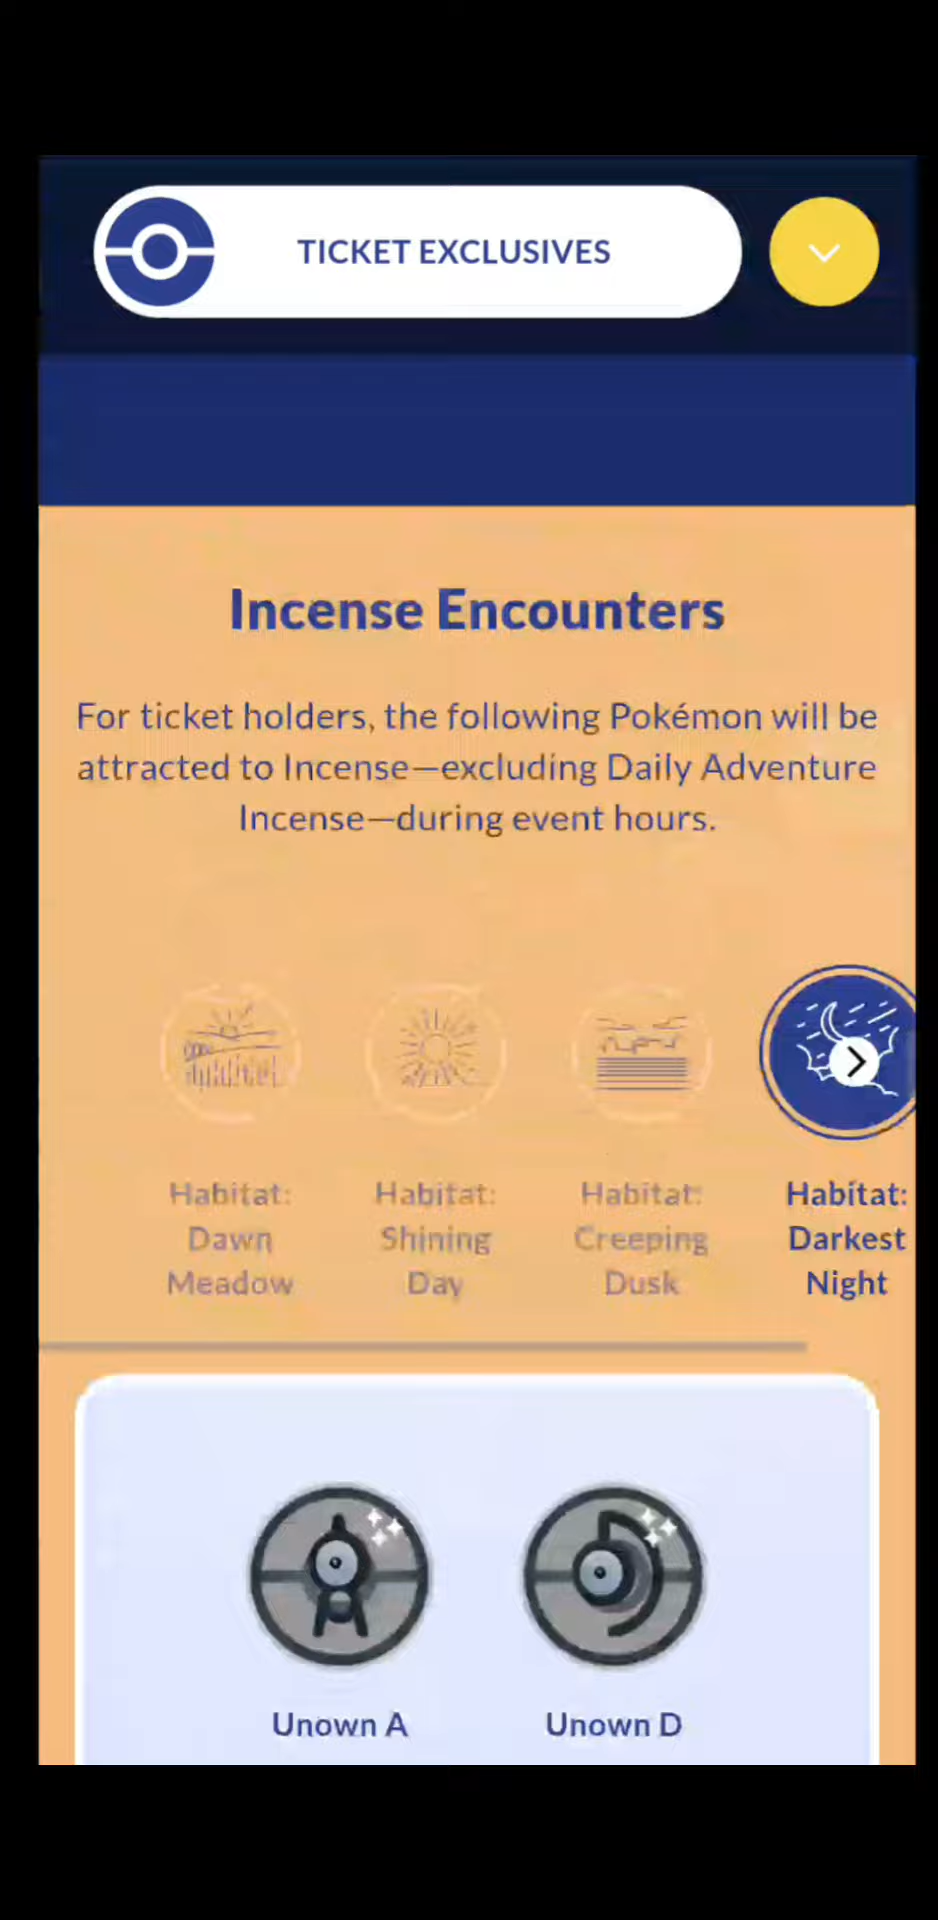 TICKET EXCLUSIVES
Incense Encounters
For ticket holders, the following Pokémon will be
attracted to Incense—excluding Daily Adventure
Incense—during event hours.
Habitat:
Dawn
Meadow
Habitat:
Shining
Day
Habitat:
Creeping
Dusk
Habitat:
Darkest
Night
Unown A
Unown D